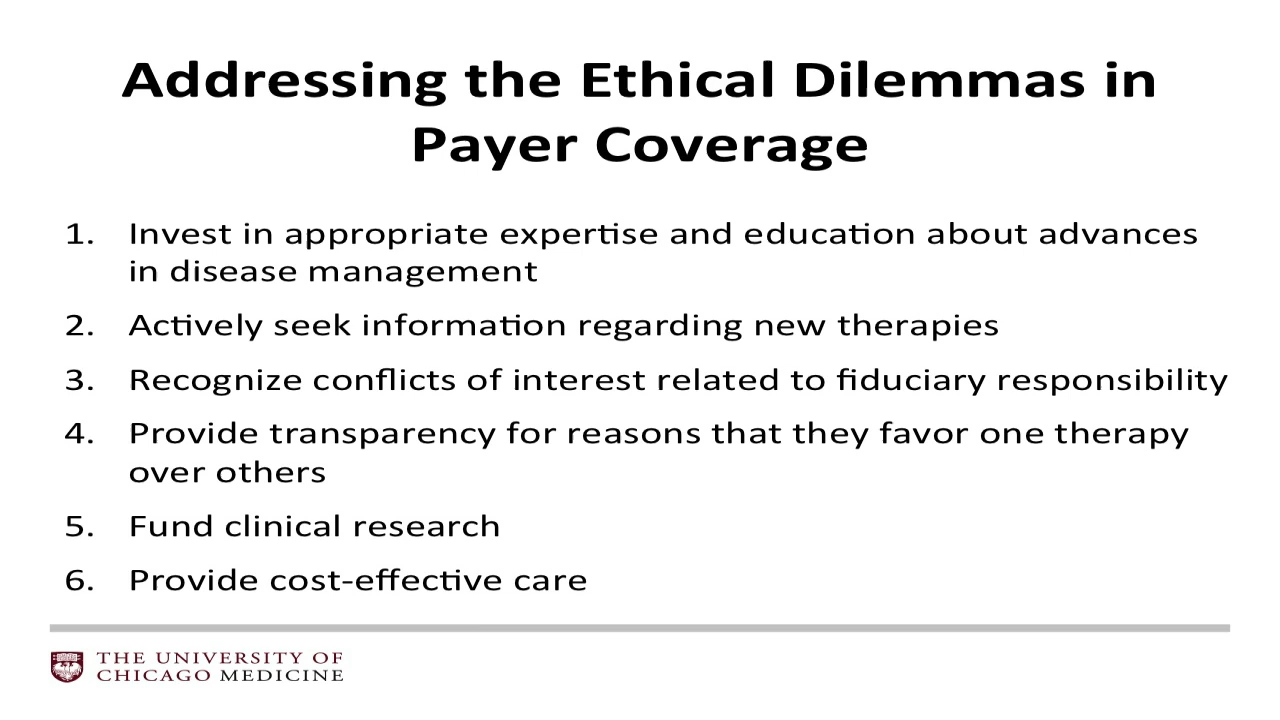 Addressing the Ethical Dilemmas in
Payer Coverage
1. Invest in appropriate expertise and education about advances
in disease management
2. Actively seek information regarding new therapies
3. Recognize conflicts of interest related to fiduciary responsibility
4. Provide transparency for reasons that they favor one therapy
over others
5. Fund clinical research
6. Provide cost-effective care
THE UNIVERSITY OF
CHICAGO MEDICINE